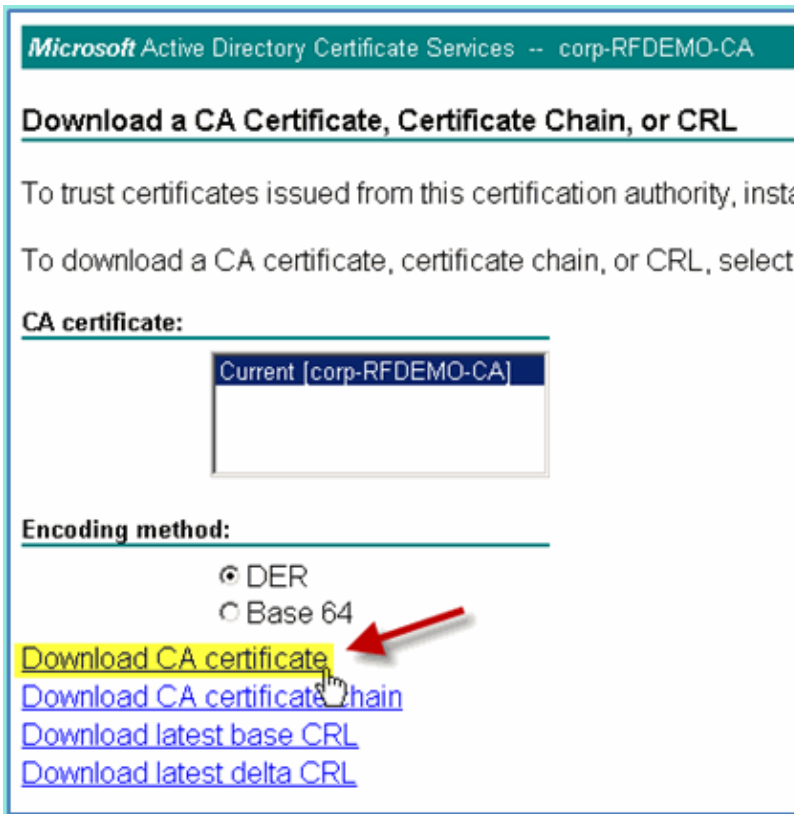 Microsoft Active Directory Certificate Services -- corp-RFDEMO-CA
Download a CA Certificate, Certificate Chain, or CRL
To trust certificates issued from this certification authority, insta
To download a CA certificate, certificate chain, or CRL, select
CA certificate:
Current [corp-RFDEMO-CA]
Encoding method:
DER
Base 64
Download CA certificate
Download CA certificate chain
Download latest base CRL
Download latest delta CRL